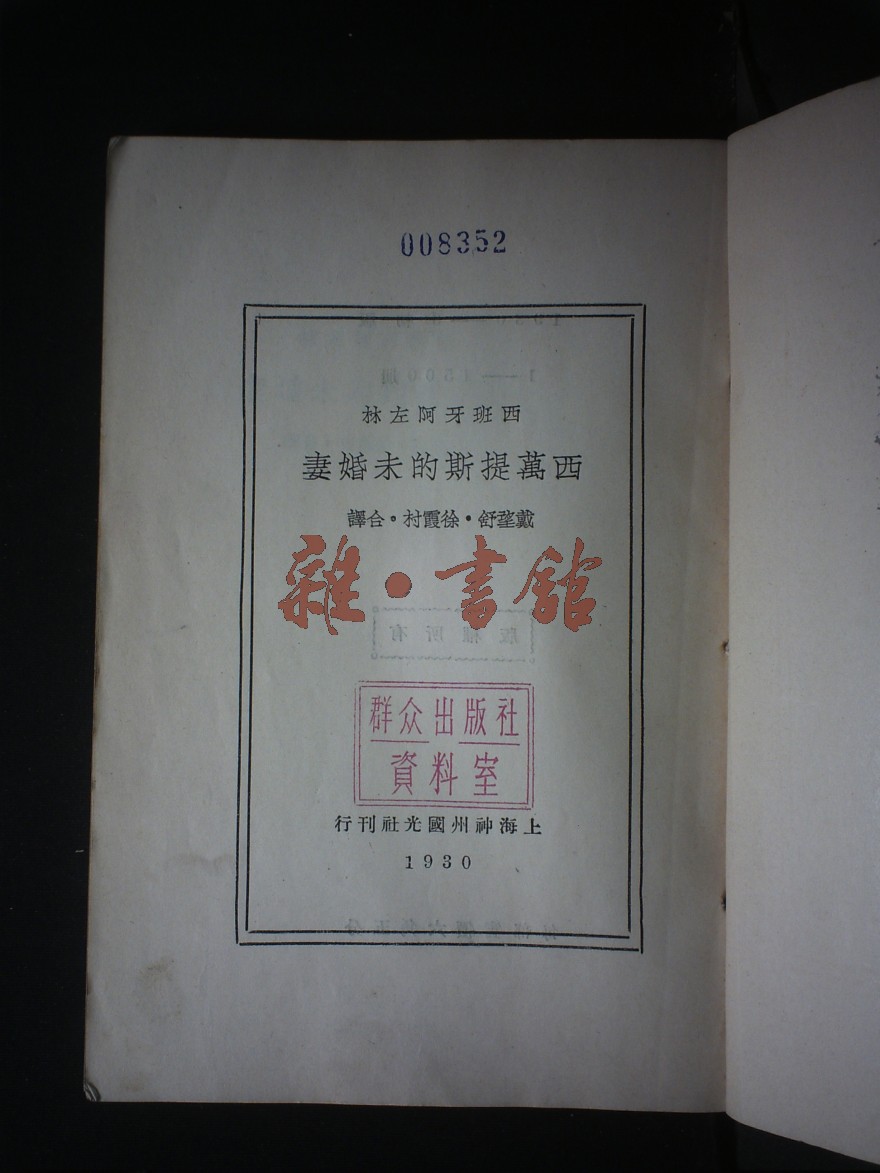 008352
西班牙阿左林
西萬提斯的未婚妻
戴望舒・徐霞村・合譯
雜・書館
群众出版社
資料室
上海神州國光社刊行
1930